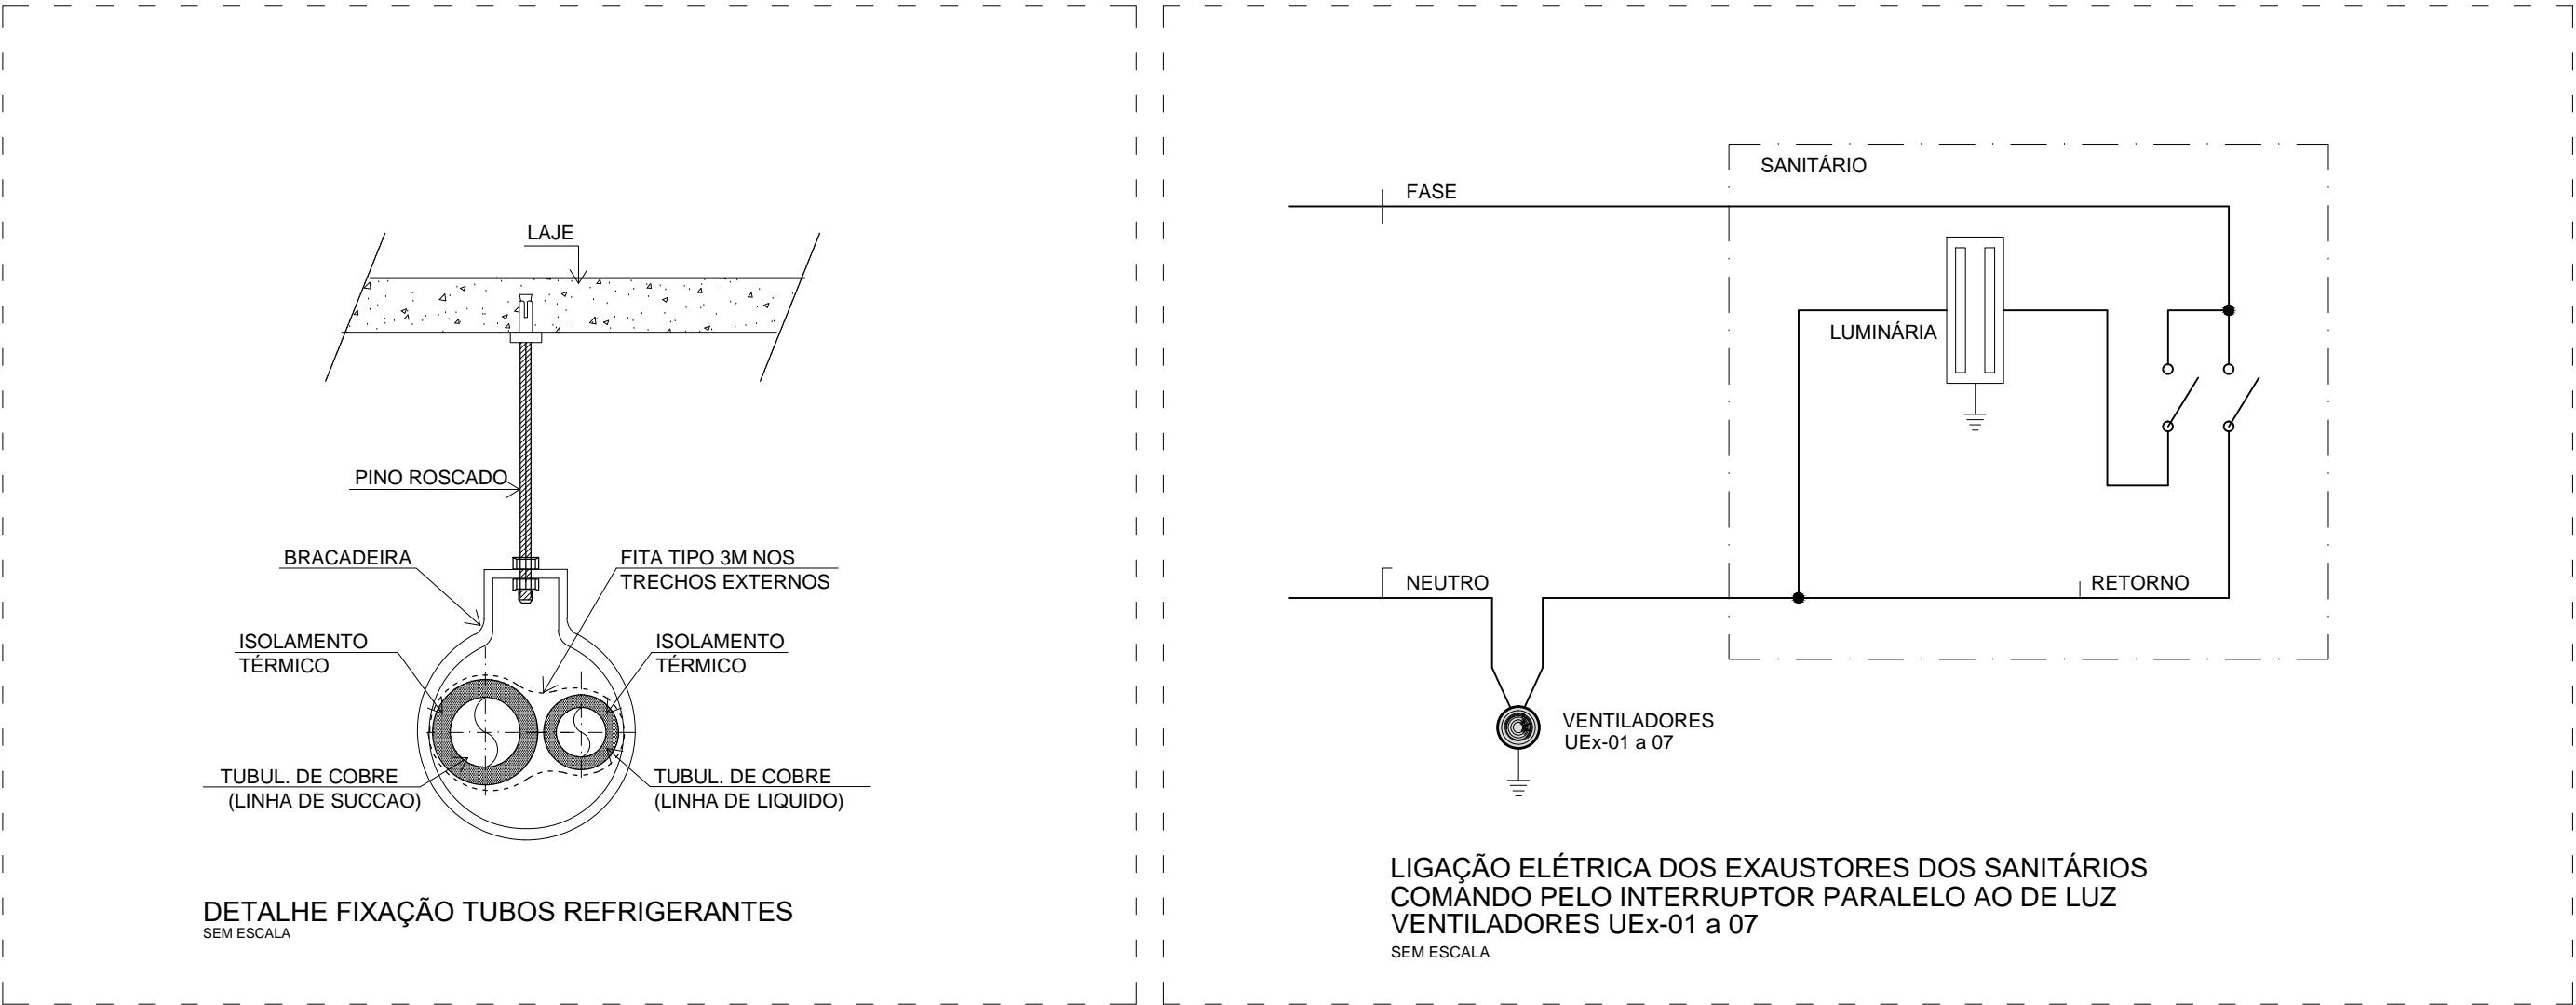 LAJE
PINO ROSCADO
BRACADEIRA
FITA TIPO 3M NOS
TRECHOS EXTERNOS
ISOLAMENTO
TÉRMICO
ISOLAMENTO
TÉRMICO
TUBUL. DE COBRE
(LINHA DE SUCCAO)
TUBUL. DE COBRE
(LINHA DE LIQUIDO)
DETALHE FIXAÇÃO TUBOS REFRIGERANTES
SEM ESCALA
SANITÁRIO
FASE
LUMINÁRIA
NEUTRO
RETORNO
VENTILADORES
UEx-01 a 07
LIGAÇÃO ELÉTRICA DOS EXAUSTORES DOS SANITÁRIOS
COMANDO PELO INTERRUPTOR PARALELO AO DE LUZ
VENTILADORES UEx-01 a 07
SEM ESCALA